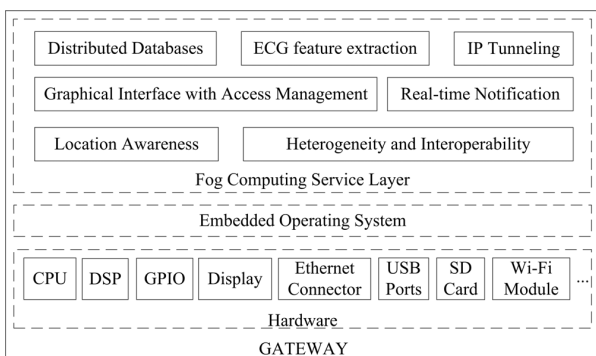 Distributed Databases
ECG feature extraction
IP Tunneling
Graphical Interface with Access Management
Real-time Notification
Location Awareness
Heterogeneity and Interoperability
Fog Computing Service Layer
Embedded Operating System
CPU
DSP
GPIO
Display
Ethernet
Connector
USB
Ports
SD
Card
Wi-Fi
Module
...
Hardware
GATEWAY